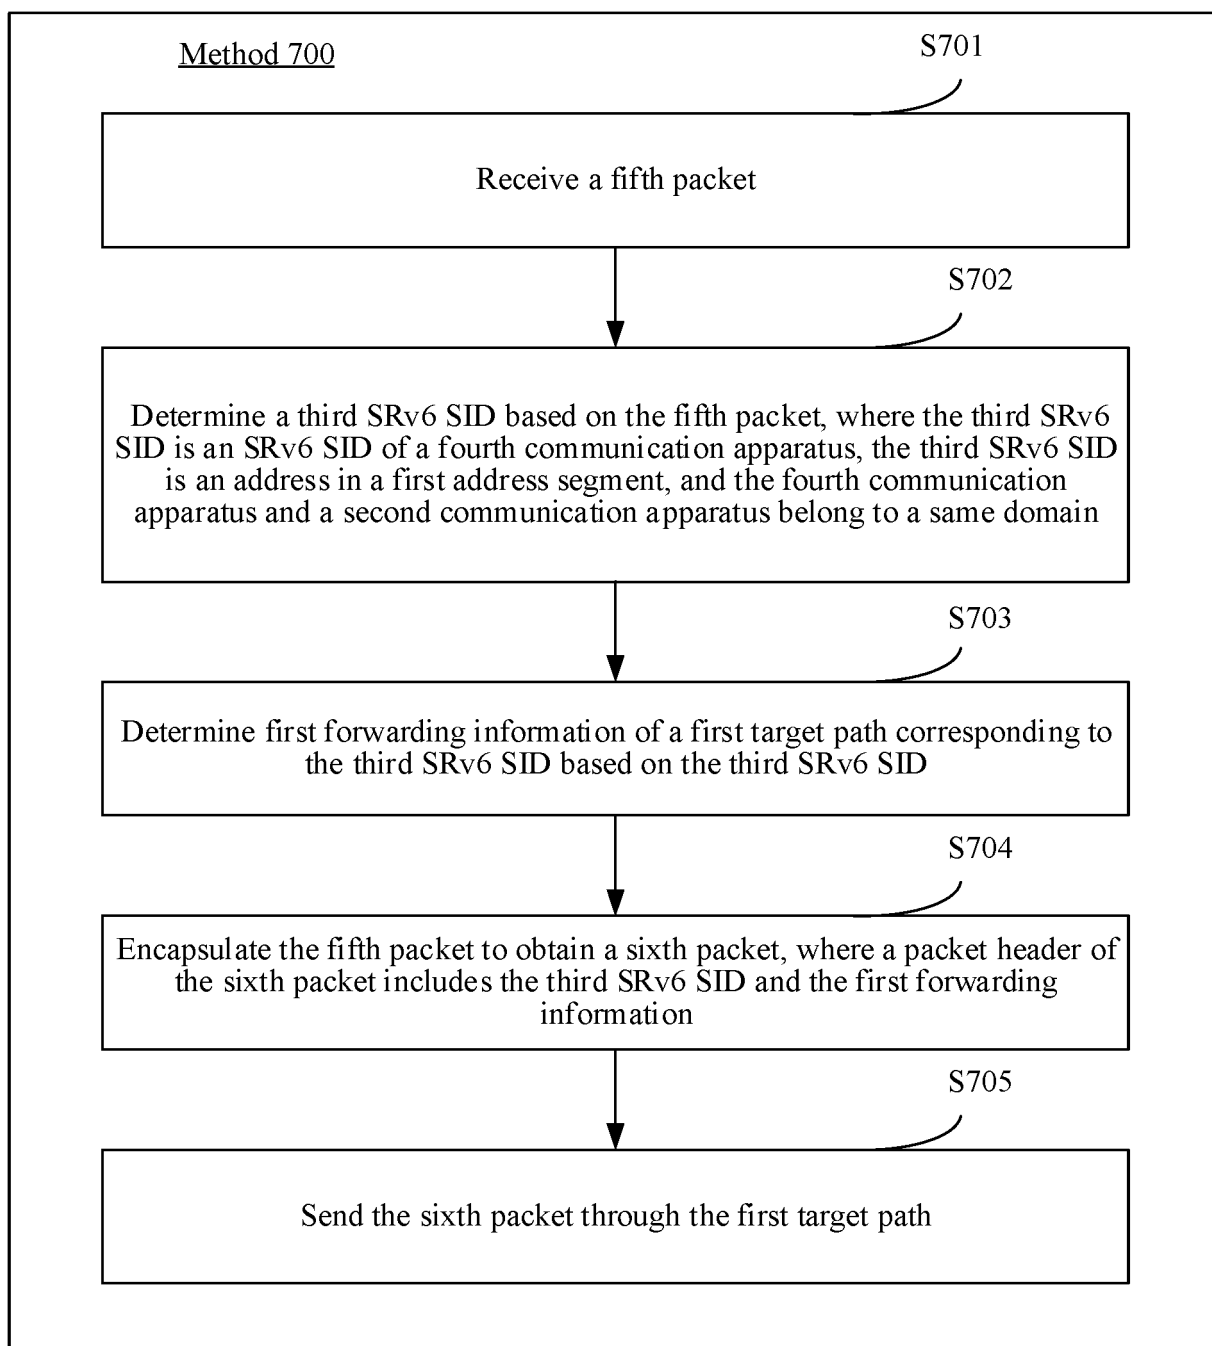 Method 700
S701
Receive a fifth packet
S702
Determine a third SRv6 SID based on the fifth packet, where the third SRv6
SID is an SRv6 SID of a fourth communication apparatus, the third SRv6 SID
is an address in a first address segment, and the fourth communication
apparatus and a second communication apparatus belong to a same domain
S703
Determine first forwarding information of a first target path corresponding to
the third SRv6 SID based on the third SRv6 SID
S704
Encapsulate the fifth packet to obtain a sixth packet, where a packet header of
the sixth packet includes the third SRv6 SID and the first forwarding
information
S705
Send the sixth packet through the first target path